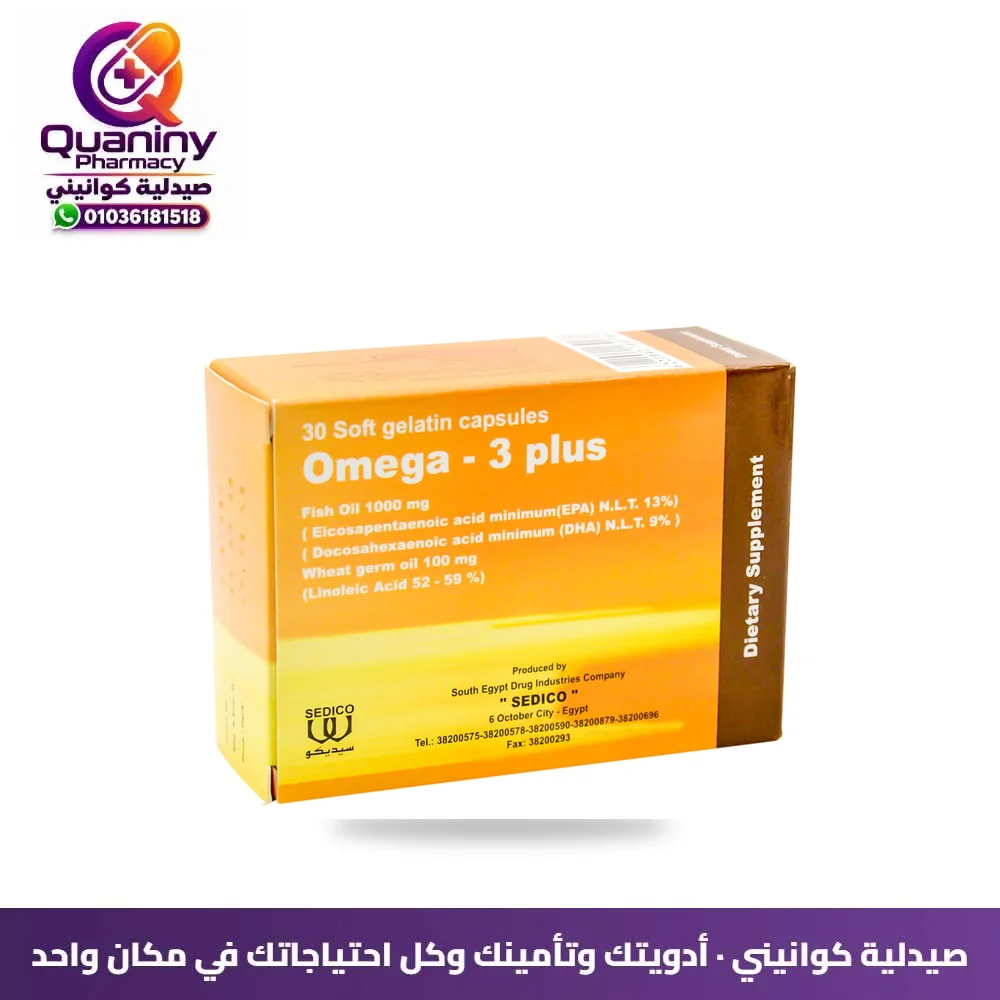 Quaniny
Pharmacy
صيدلية كوانيني
01036181518
Dietary Supplement
30 Soft gelatin capsules
Omega - 3 plus
Fish Oil 1000 mg
( Eicosapentaenoic acid minimum(EPA) N.L.T. 13%)
( Docosahexaenoic acid minimum (DHA) N.L.T. 9% )
Wheat germ oil 100 mg
(Linoleic Acid 52 - 59 %)
Dietary Supplement
Produced by
South Egypt Drug Industries Company
" SEDICO "
6 October City - Egypt
Tel.: 38200575-38200578-38200590-38200879-38200696
Fax: 38200293
SEDICO
سيديكو
صيدلية كوانيني · أدويتك وتأمينك وكل احتياجاتك في مكان واحد